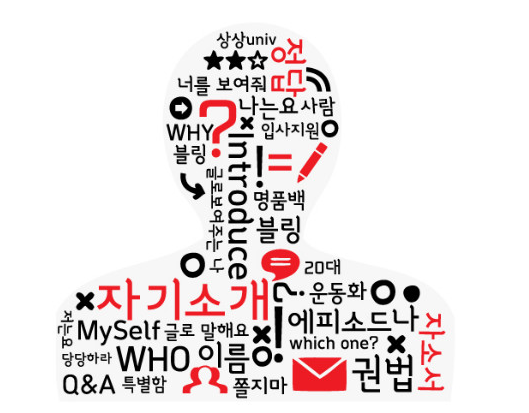 상상univ
정답
너를 보여줘
나는요 사람
WHY
?
입사지원
블링
Introduce
!
=
글로보여주는 나
명품백
블링
20대
자기소개
?
!
운동화
저는요
MySelf
글로 말해요
에피소드나
자소서
which one?
당당하라
WHO
이름
권법
Q&A
특별함
쫄지마